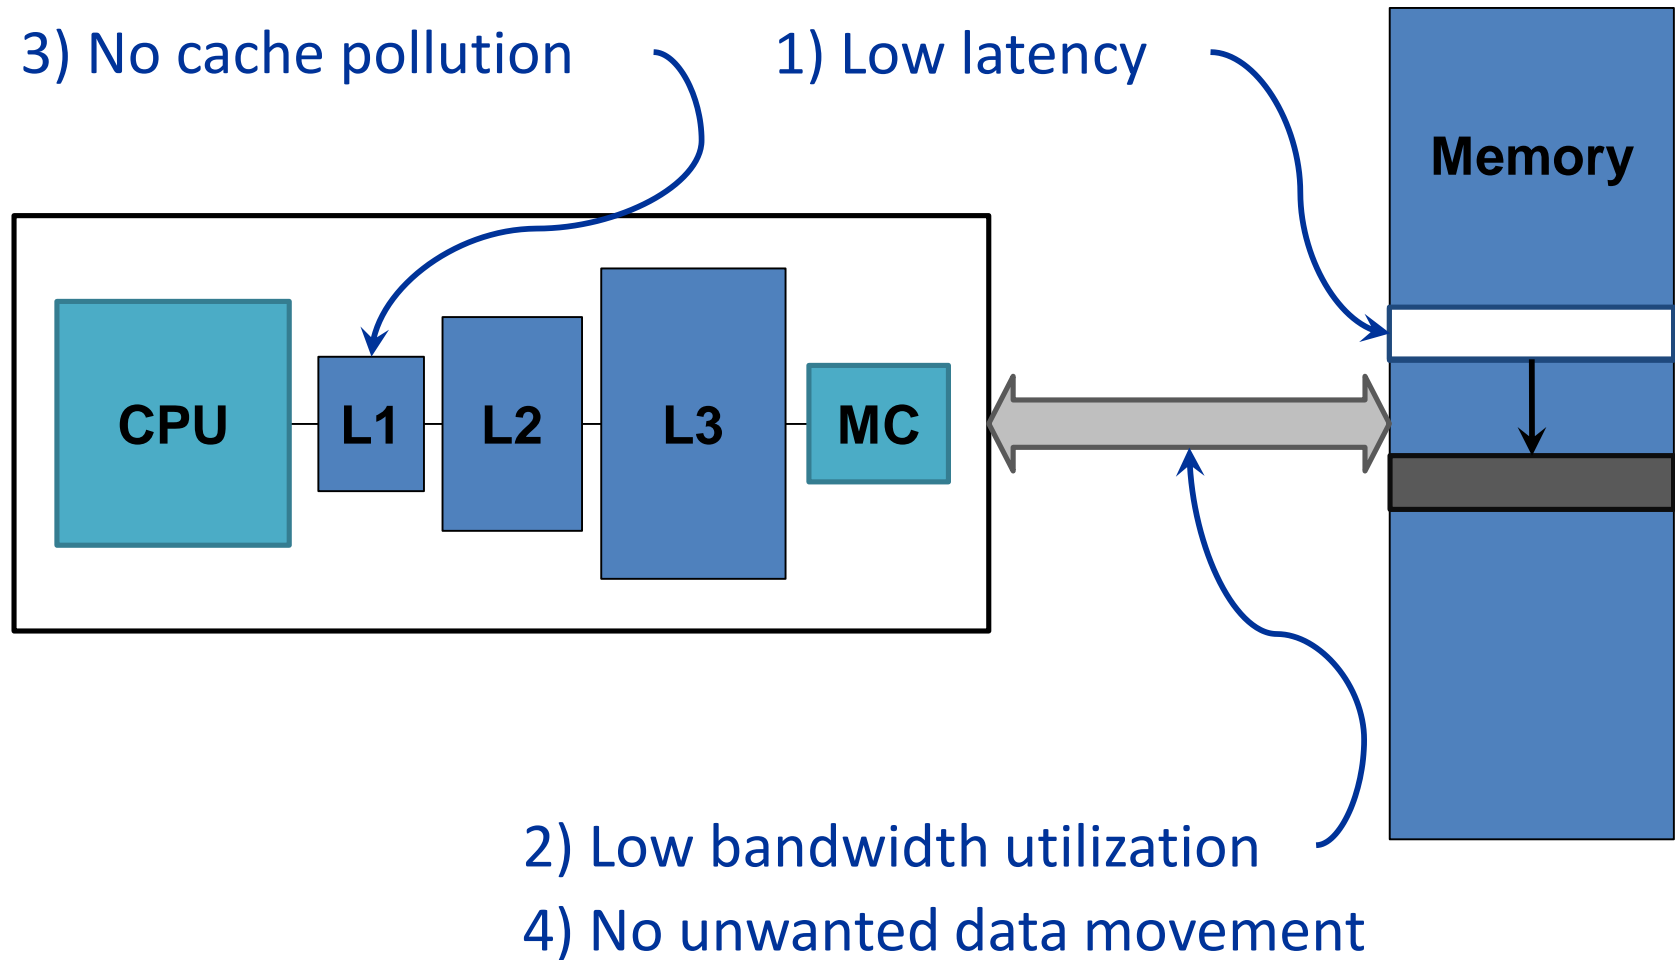 3) No cache pollution
1) Low latency
Memory
CPU
L1
L2
L3
MC
2) Low bandwidth utilization
4) No unwanted data movement